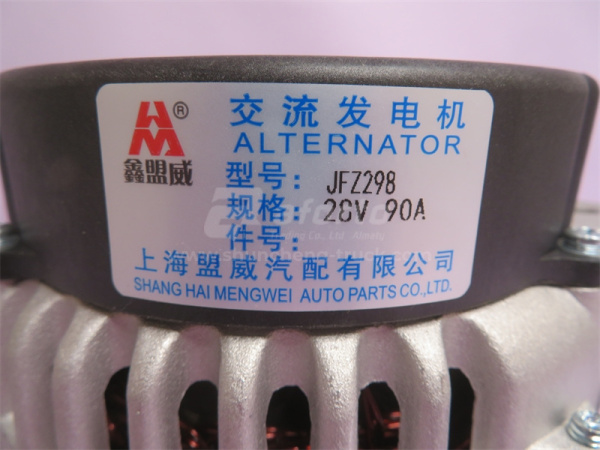 交流发电机
ALTERNATOR
®
鑫盟威
型号: JFZ298
规格: 28V 90A
件号:
上海盟威汽配有限公司
SHANG HAI MENGWEI AUTO PARTS CO.,LTD.